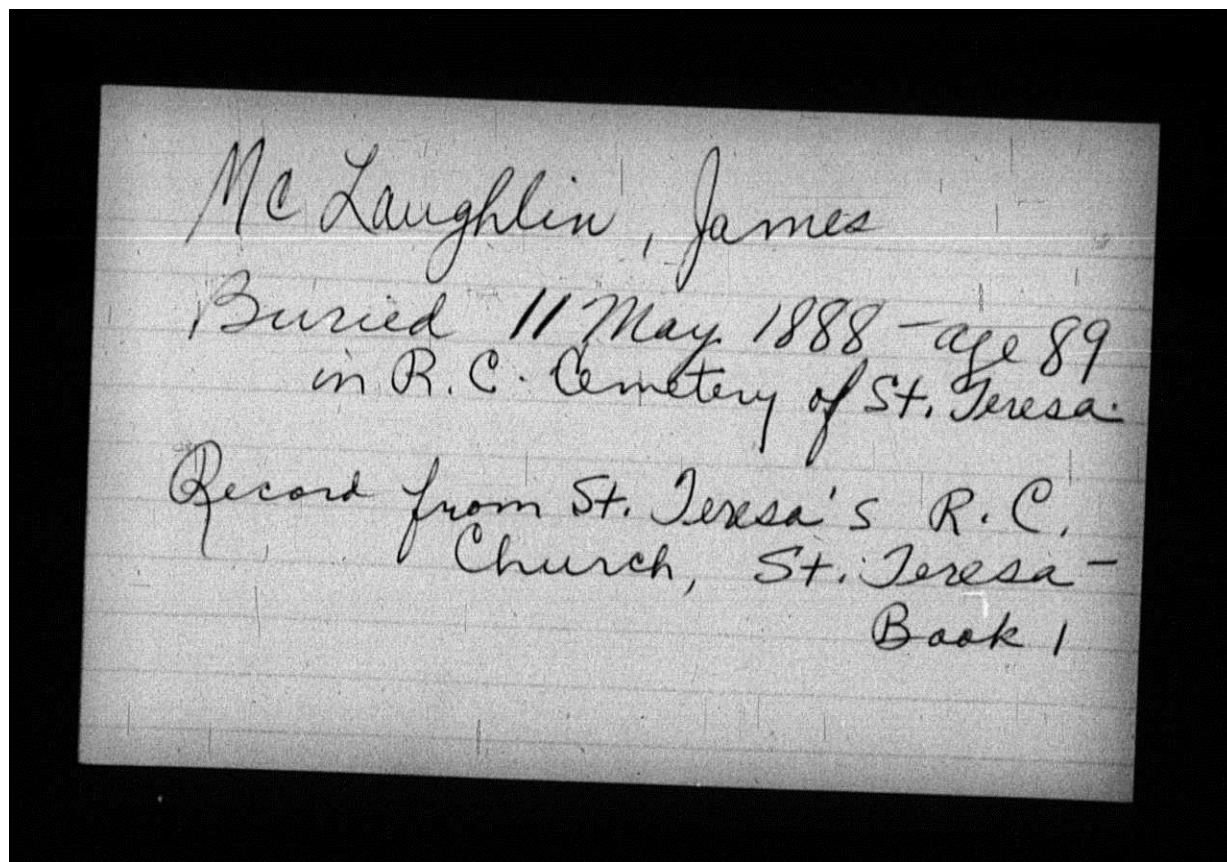 Mc Laughlin, James
Buried 11 May 1888 - age 89
in R.C. Cemetery of St. Teresa.
Record from St. Teresa's R.C.
Church, St. Teresa -
Book 1